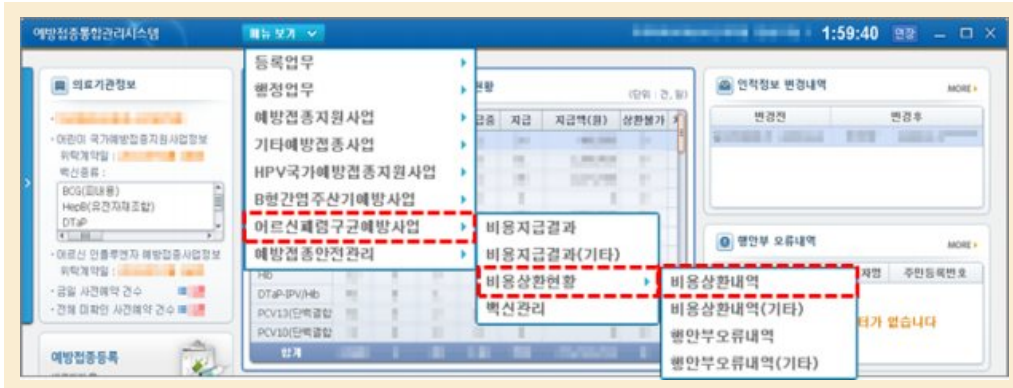 예방접종통합관리시스템
메뉴 보기
1:59:40 연장
의료기관정보
어린이 국가예방접종지원사업정보
위탁계약일 :
백신종류 :
BCG(피내용)
HepB(유전자재조합)
DTaP
어르신 인플루엔자 예방접종사업정보
위탁계약일 :
금일 사전예약 건수
전체 미확인 사전예약 건수
예방접종등록
등록업무
행정업무
예방접종지원사업
기타예방접종사업
HPV국가예방접종지원사업
B형간염주산기예방사업
어르신폐렴구균예방사업
예방접종안전관리
현황
(단위 : 건, 원)
지급 지급액(원) 상환불가
Hib
DTaP-IPV/Hib
PCV13(단백결합
PCV10(단백결합
합계
비용지급결과
비용지급결과(기타)
비용상환현황
백신관리
비용상환내역
비용상환내역(기타)
행안부오류내역
행안부오류내역(기타)
인적정보 변경내역
MORE
변경전 변경후
행안부 오류내역
MORE
자명 주민등록번호
터가 없습니다